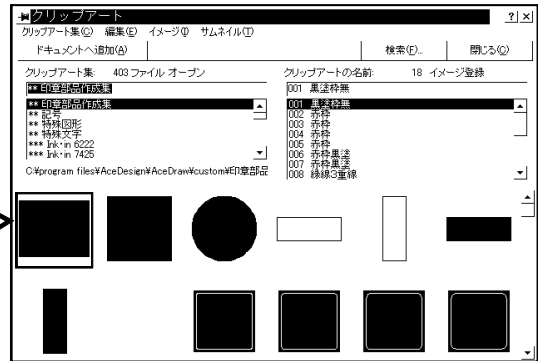 クリップアート
クリップアート集(C) 編集(E) イメージ(I) サムネイル(T)
ドキュメントへ追加(A) 検索(F)... 閉じる(C)
クリップアート集: 403 ファイル オープン
** 印章部品作成集
** 印章部品作成集
** 記号
** 特殊図形
** 特殊文字
*** Ink・in 6222
*** Ink・in 7425
C:¥program files¥AceDesign¥AceDraw¥custom¥印章部品
クリップアートの名前: 18 イメージ登録
001 黒塗枠無
001 黒塗枠無
002 赤枠
003 赤枠
004 赤枠
005 赤枠
006 赤枠黒塗
007 赤枠黒塗
008 緑線3重線